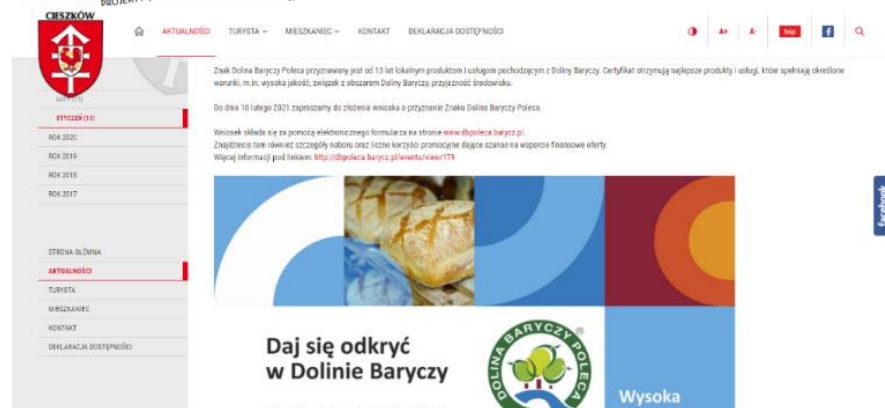 CIESZKÓW
AKTUALNOŚCI
TURYSTA
MIESZKANIEC
KONTAKT
DEKLARACJA DOSTĘPNOŚCI
A+
A-
bip
f
STYCZEŃ (13)
ROK 2020
ROK 2019
ROK 2018
ROK 2017
STRONA GŁÓWNA
AKTUALNOŚCI
TURYSTA
MIESZKANIEC
KONTAKT
DEKLARACJA DOSTĘPNOŚCI
Znak Dolina Baryczy Poleca przyznawany jest od 13 lat lokalnym produktom i usługom pochodzącym z Doliny Baryczy. Certyfikat otrzymują najlepsze produkty i usługi, które spełniają określone
warunki, m.in: wysoka jakość, związek z obszarem Doliny Baryczy, przyjazność środowisku.
Do dnia 10 lutego 2021 zapraszamy do złożenia wniosku o przyznanie Znaku Dolina Baryczy Poleca.
Wniosek składa się za pomocą elektronicznego formularza na stronie www.dbpoleca.barycz.pl.
Znajdziecie tam również szczegóły naboru oraz liczne korzyści promocyjne dające szanse na wsparcie finansowe oferty.
Więcej informacji pod linkiem: http://dbpoleca.barycz.pl/events/view/179
Daj się odkryć
w Dolinie Baryczy
DOLINA BARYCZY POLECA
®
Wysoka
facebook